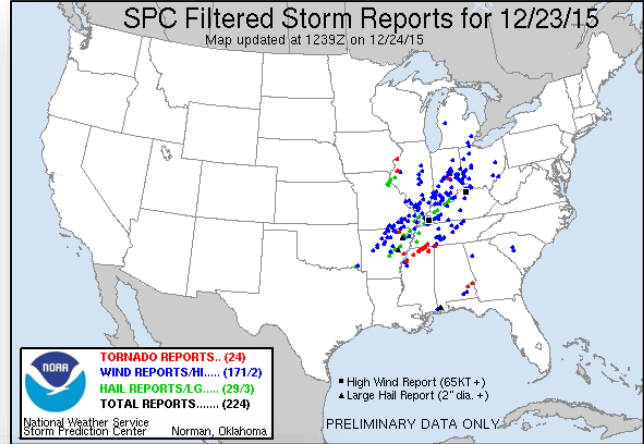 SPC Filtered Storm Reports for 12/23/15
Map updated at 1239Z on 12/24/15
NOAA
TORNADO REPORTS.. (24)
WIND REPORTS/HI..... (171/2)
HAIL REPORTS/LG..... (29/3)
TOTAL REPORTS....... (224)
National Weather Service
Storm Prediction Center Norman, Oklahoma
High Wind Report (65KT +)
Large Hail Report (2" dia. +)
PRELIMINARY DATA ONLY